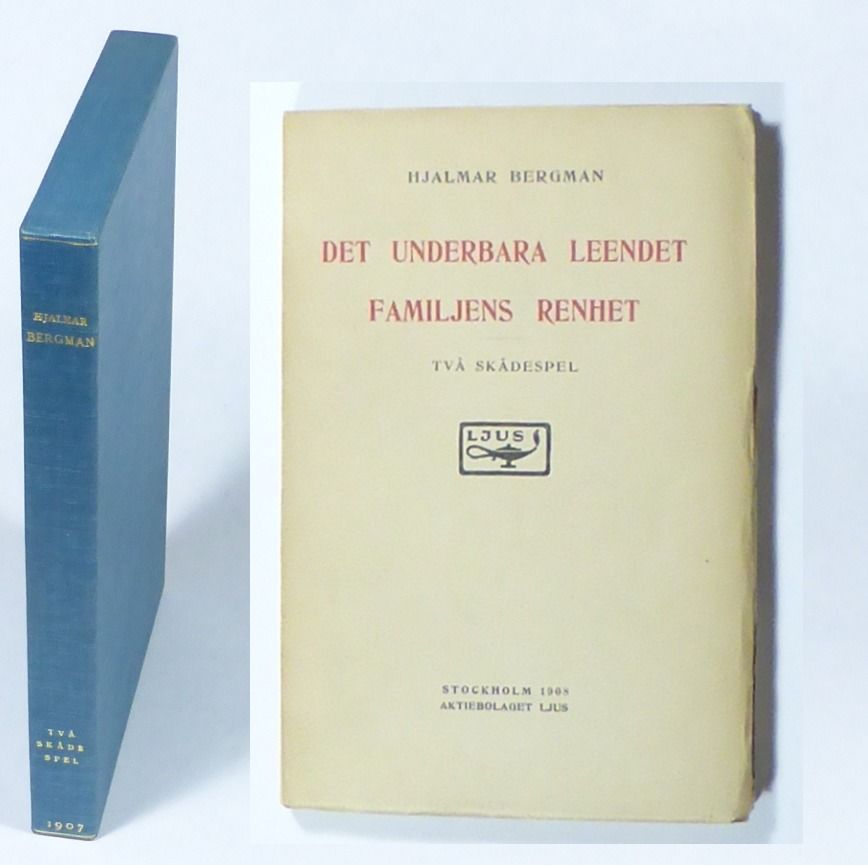 HJALMAR
BERGMAN
TVÅ
SKÅDE
SPEL
1907
HJALMAR BERGMAN
DET UNDERBARA LEENDET
FAMILJENS RENHET
TVÅ SKÅDESPEL
LJUS
STOCKHOLM 1908
AKTIEBOLAGET LJUS